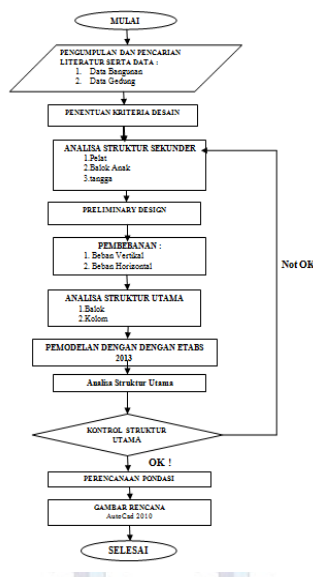 MULAI
PENGUMPULAN DAN PENCARIAN
LITERATUR SERTA DATA :
1. Data Bangunan
2. Data Gedung
PENENTUAN KRITERIA DESAIN
ANALISA STRUKTUR SEKUNDER
1.Pelat
2.Balok Anak
3.tangga
PRELIMINARY DESIGN
PEMBEBANAN :
1. Beban Vertikal
2. Beban Horizontal
Not OK
ANALISA STRUKTUR UTAMA
1.Balok
2.Kolom
PEMODELAN DENGAN DENGAN ETABS
2013
Analisa Struktur Utama
KONTROL STRUKTUR
UTAMA
OK !
PERENCANAAN PONDASI
GAMBAR RENCANA
AutoCad 2010
SELESAI